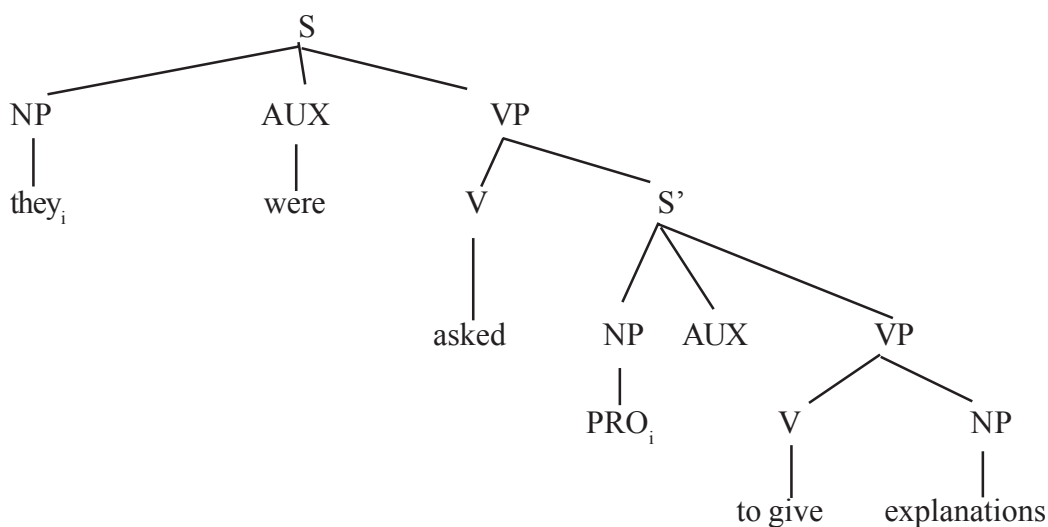 S
NP AUX VP
they_i were V S’
asked NP AUX VP
PRO_i V NP
to give explanations